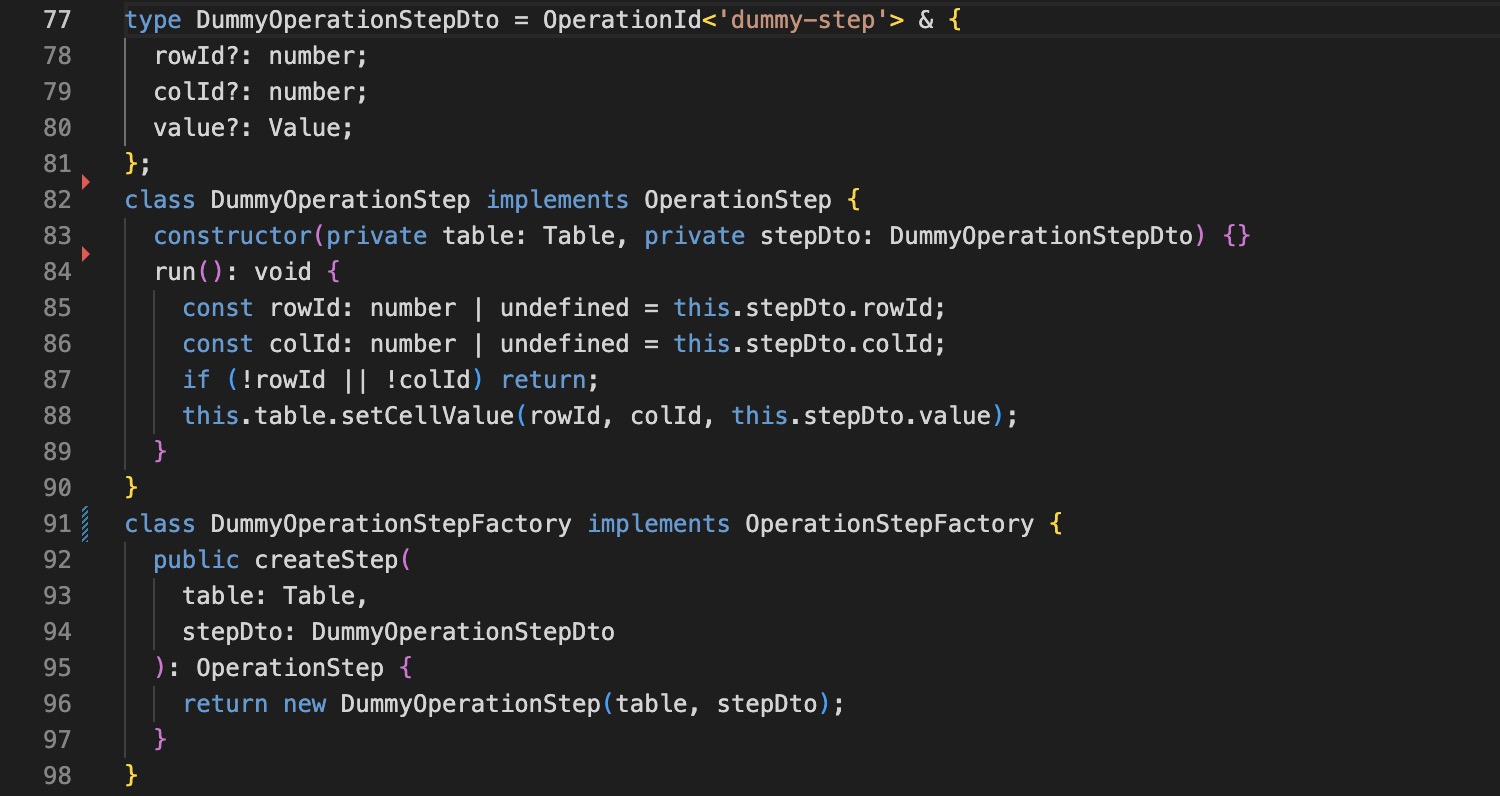 77 type DummyOperationStepDto = OperationId<'dummy-step'> & {
78   rowId?: number;
79   colId?: number;
80   value?: Value;
81 };
82 class DummyOperationStep implements OperationStep {
83   constructor(private table: Table, private stepDto: DummyOperationStepDto) {}
84   run(): void {
85     const rowId: number | undefined = this.stepDto.rowId;
86     const colId: number | undefined = this.stepDto.colId;
87     if (!rowId || !colId) return;
88     this.table.setCellValue(rowId, colId, this.stepDto.value);
89   }
90 }
91 class DummyOperationStepFactory implements OperationStepFactory {
92   public createStep(
93     table: Table,
94     stepDto: DummyOperationStepDto
95   ): OperationStep {
96     return new DummyOperationStep(table, stepDto);
97   }
98 }